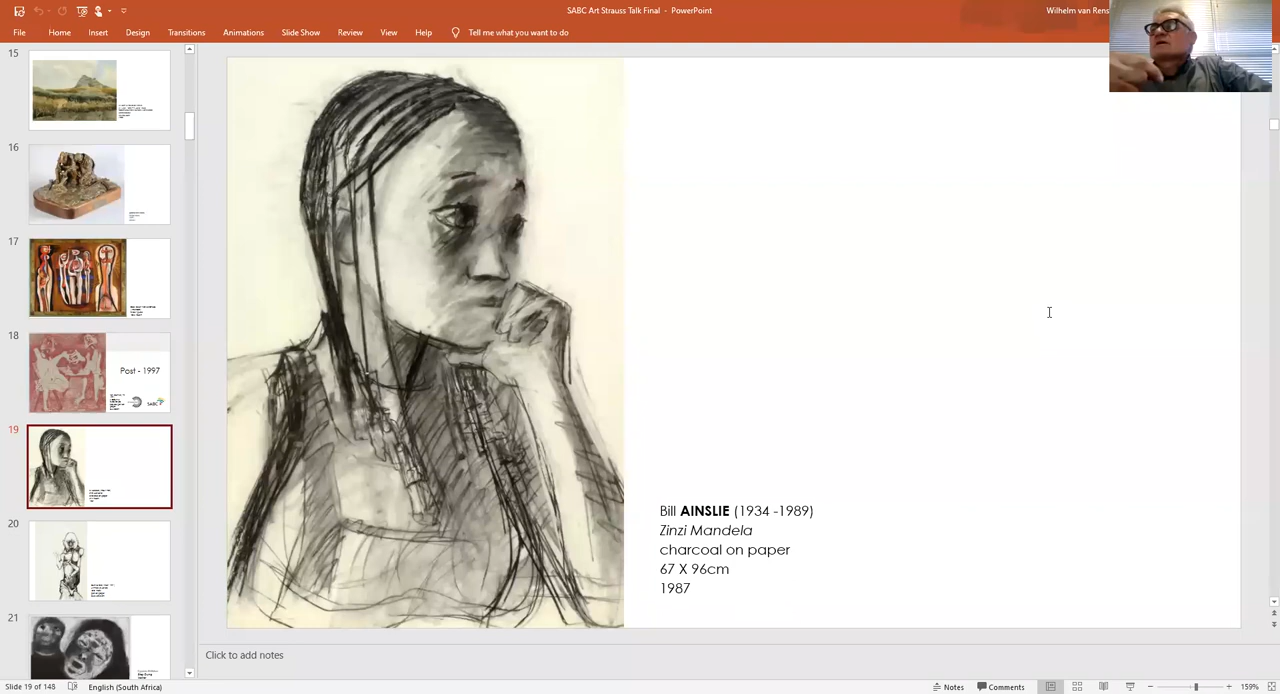 SABC Art Strauss Talk Final - PowerPoint
Wilhelm van Rens
File Home Insert Design Transitions Animations Slide Show Review View Help Tell me what you want to do
15
16
17
18
Post - 1997
SABC
19
20
21
Bill AINSLIE (1934 -1989)
Zinzi Mandela
charcoal on paper
67 X 96cm
1987
Click to add notes
Slide 19 of 148 English (South Africa) Notes Comments 159%